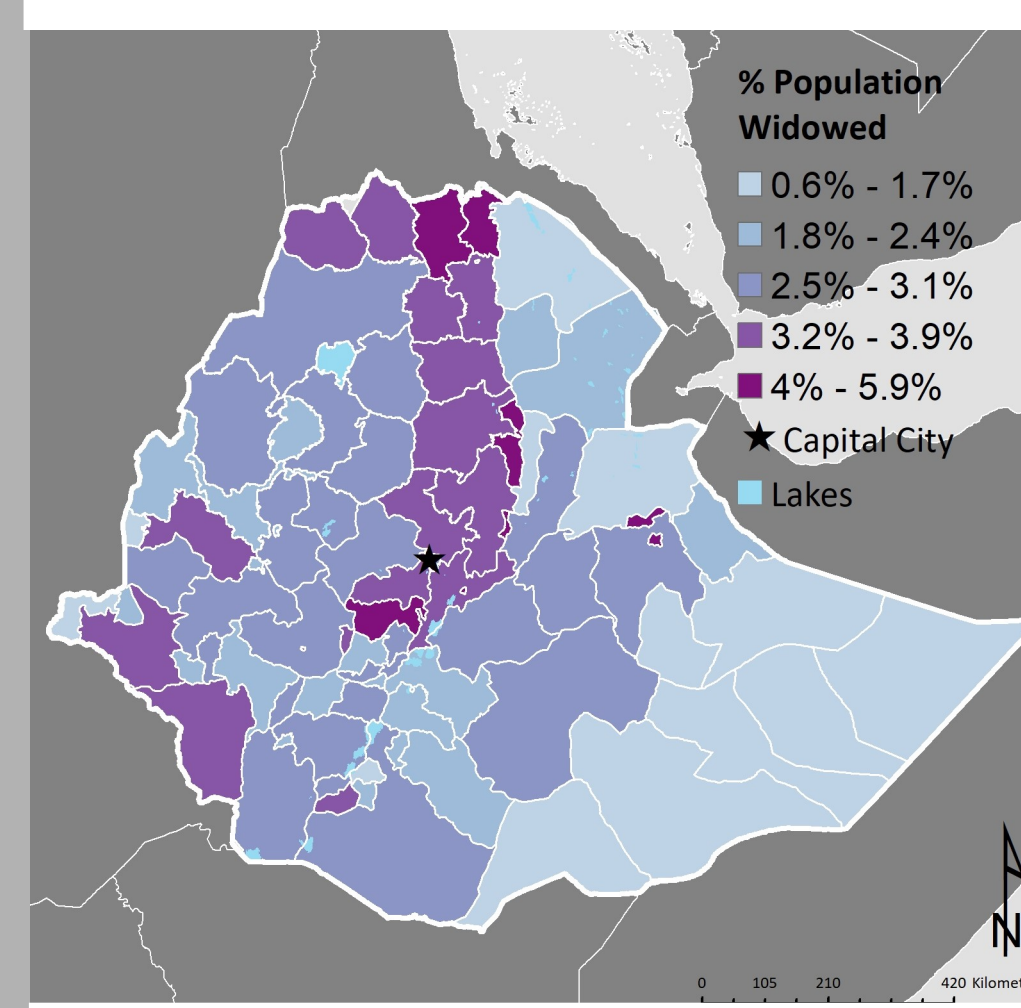 % Population
Widowed
0.6% - 1.7%
1.8% - 2.4%
2.5% - 3.1%
3.2% - 3.9%
4% - 5.9%
Capital City
Lakes
N
0 105 210 420 Kilomet